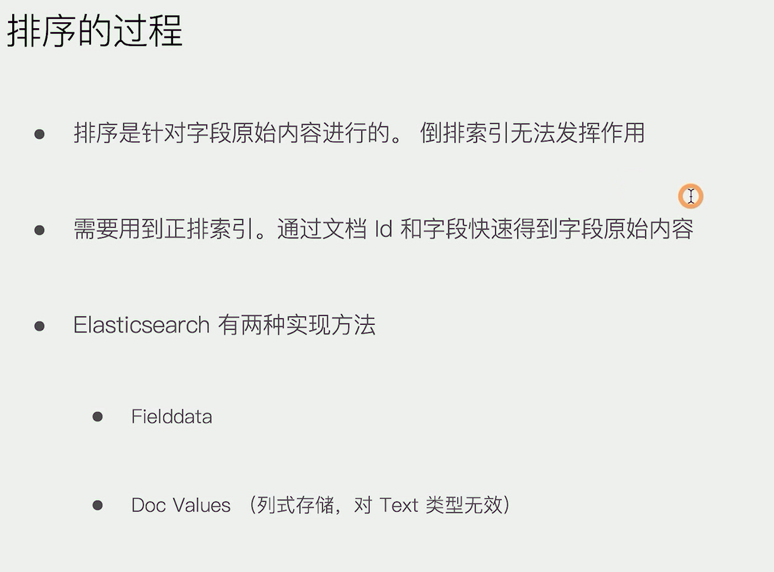 排序的过程
排序是针对字段原始内容进行的。 倒排索引无法发挥作用
需要用到正排索引。通过文档 Id 和字段快速得到字段原始内容
Elasticsearch 有两种实现方法
Fielddata
Doc Values （列式存储，对 Text 类型无效）